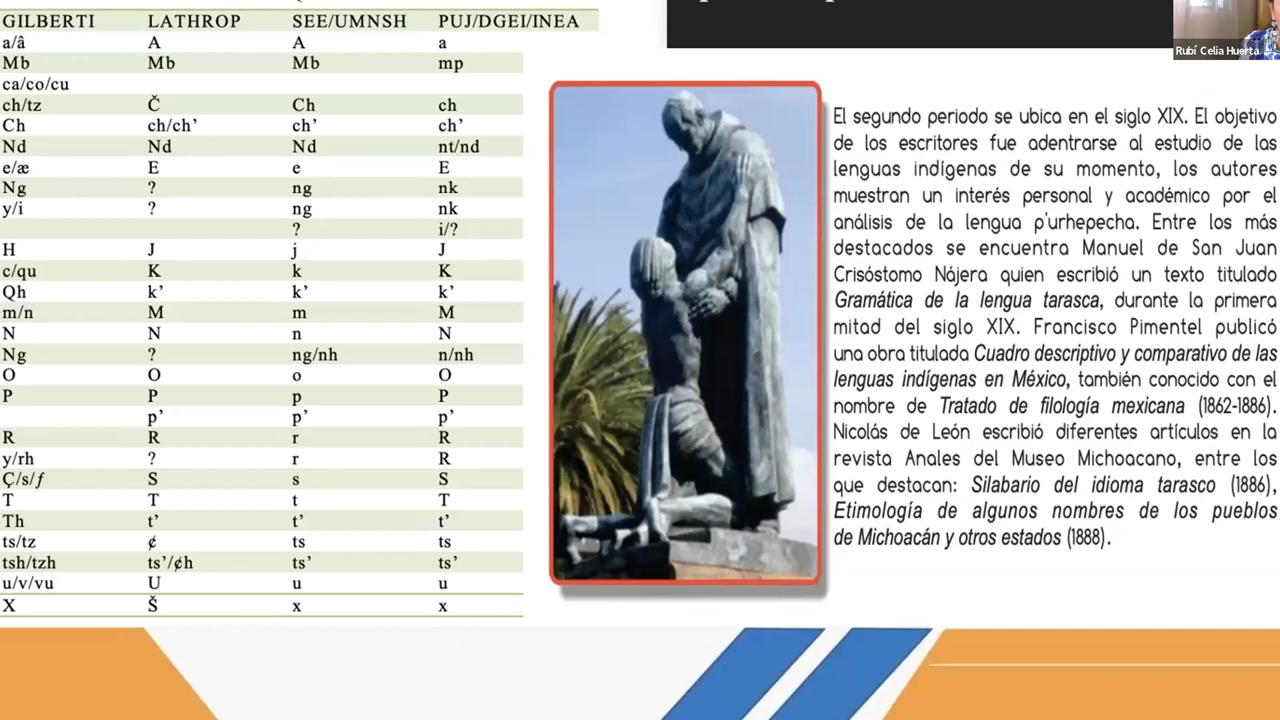 GILBERTI LATHROP SEE/UMNSH PUJ/DGEI/INEA
a/â A A a
Mb Mb Mb mp
ca/co/cu
ch/tz Č Ch ch
Ch ch/ch’ ch’ ch’
Nd Nd Nd nt/nd
e/æ E e E
Ng ? ng nk
y/i ? ng nk
? i/?
H J j J
c/qu K k K
Qh k’ k’ k’
m/n M m M
N N n N
Ng ? ng/nh n/nh
O O o O
P P p P
p’ p’ p’
R R r R
y/rh ? r R
Ç/s/ƒ S s S
T T t T
Th t’ t’ t’
ts/tz ¢ ts ts
tsh/tzh ts’/¢h ts’ ts’
u/v/vu U u u
X Š x x
Rubí Celia Huerta
El segundo periodo se ubica en el siglo XIX. El objetivo
de los escritores fue adentrarse al estudio de las
lenguas indígenas de su momento, los autores
muestran un interés personal y académico por el
análisis de la lengua p'urhepecha. Entre los más
destacados se encuentra Manuel de San Juan
Crisóstomo Nájera quien escribió un texto titulado
Gramática de la lengua tarasca, durante la primera
mitad del siglo XIX. Francisco Pimentel publicó
una obra titulada Cuadro descriptivo y comparativo de las
lenguas indígenas en México, también conocido con el
nombre de Tratado de filología mexicana (1862-1886).
Nicolás de León escribió diferentes artículos en la
revista Anales del Museo Michoacano, entre los
que destacan: Silabario del idioma tarasco (1886),
Etimología de algunos nombres de los pueblos
de Michoacán y otros estados (1888).